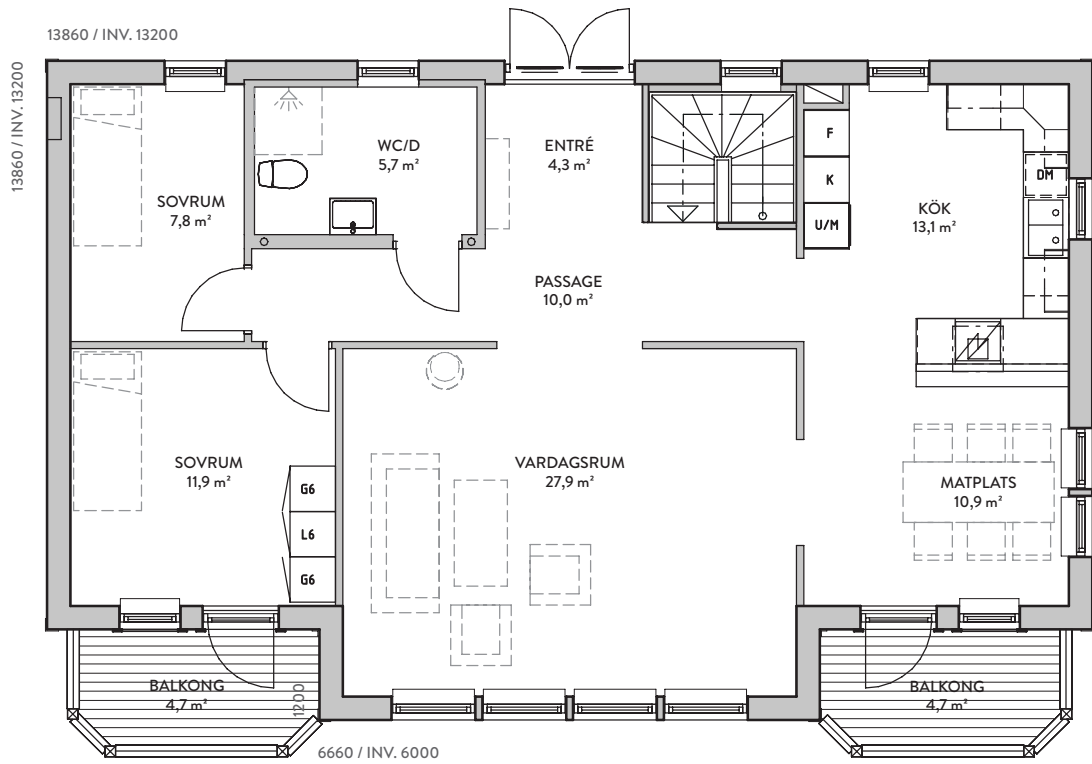 13860 / INV. 13200
13860 / INV. 13200
WC/D
5,7 m²
ENTRÉ
4,3 m²
F
K
U/M
DM
SOVRUM
7,8 m²
KÖK
13,1 m²
PASSAGE
10,0 m²
SOVRUM
11,9 m²
G6
L6
G6
VARDAGSRUM
27,9 m²
MATPLATS
10,9 m²
BALKONG
4,7 m²
1200
BALKONG
4,7 m²
6660 / INV. 6000